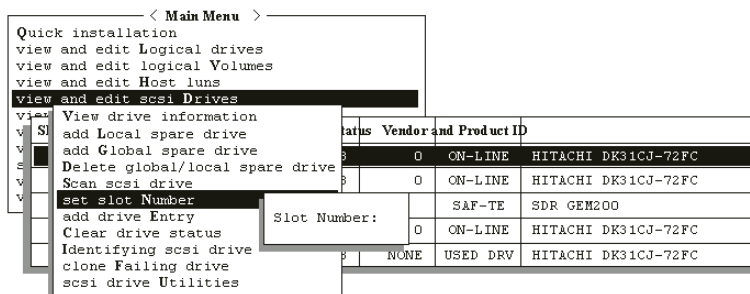 Main Menu
Quick installation
view and edit Logical drives
view and edit logical Volumes
view and edit Host luns
view and edit scsi Drives
View drive information
add Local spare drive
add Global spare drive
Delete global/local spare drive
Scan scsi drive
set slot Number
add drive Entry
Clear drive status
Identifying scsi drive
clone Failing drive
scsi drive Utilities
Slot Number:
Vendor and Product ID
0 ON-LINE HITACHI DK31CJ-72FC
0 ON-LINE HITACHI DK31CJ-72FC
SAF-TE SDR GEM200
0 ON-LINE HITACHI DK31CJ-72FC
NONE USED DRV HITACHI DK31CJ-72FC